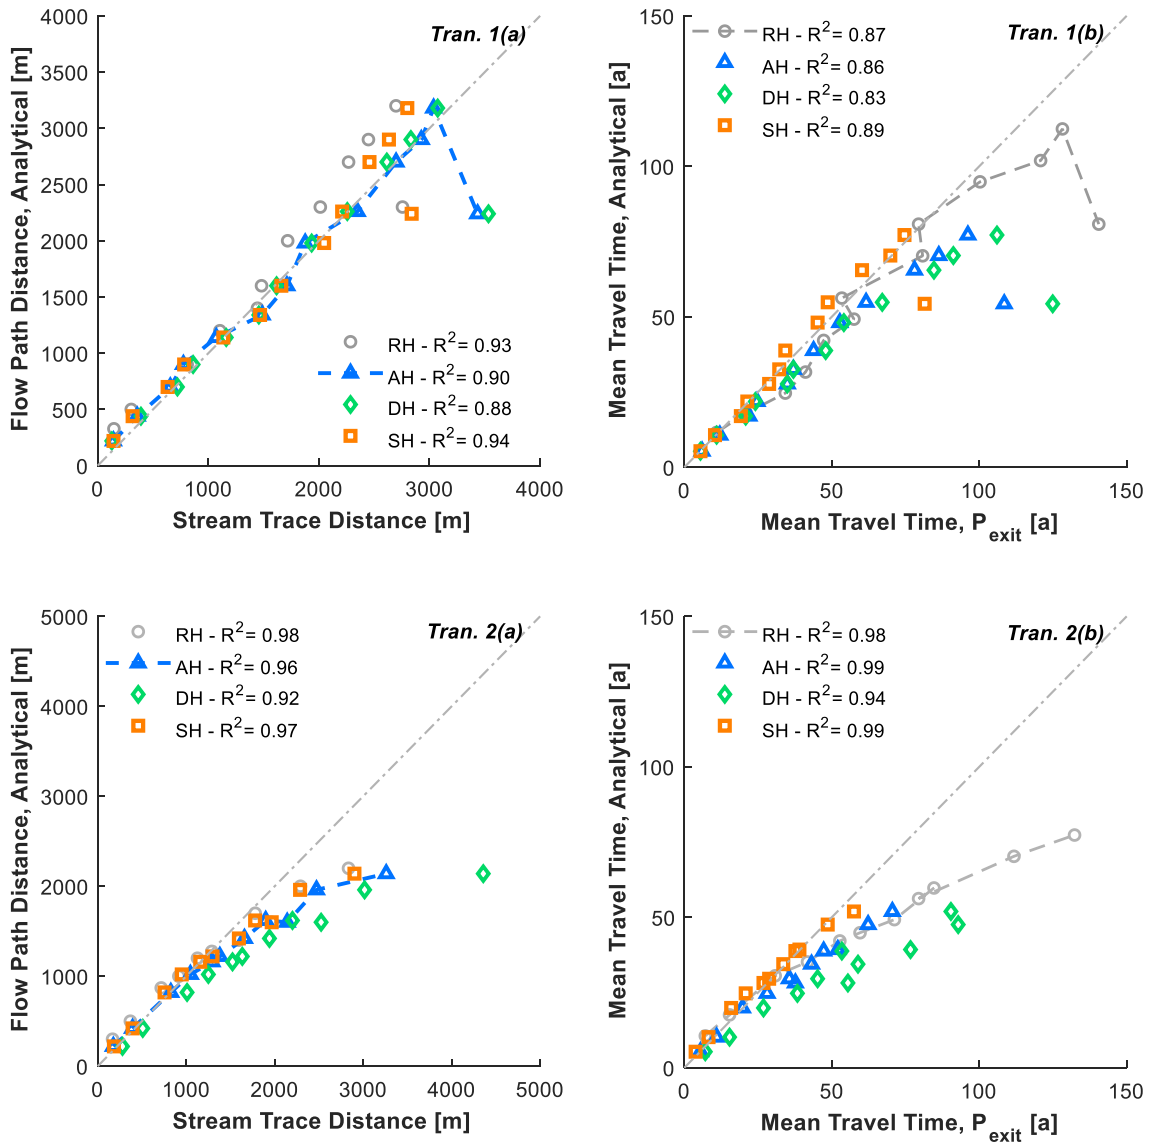 Tran. 1(a)
Flow Path Distance, Analytical [m]
4000
3500
3000
2500
2000
1500
1000
500
0
RH - R²= 0.93
AH - R²= 0.90
DH - R²= 0.88
SH - R²= 0.94
0 1000 2000 3000 4000
Stream Trace Distance [m]
Tran. 1(b)
Mean Travel Time, Analytical [a]
150
100
50
0
RH - R²= 0.87
AH - R²= 0.86
DH - R²= 0.83
SH - R²= 0.89
0 50 100 150
Mean Travel Time, P_exit [a]
Tran. 2(a)
Flow Path Distance, Analytical [m]
5000
4000
3000
2000
1000
0
RH - R²= 0.98
AH - R²= 0.96
DH - R²= 0.92
SH - R²= 0.97
0 1000 2000 3000 4000 5000
Stream Trace Distance [m]
Tran. 2(b)
Mean Travel Time, Analytical [a]
150
100
50
0
RH - R²= 0.98
AH - R²= 0.99
DH - R²= 0.94
SH - R²= 0.99
0 50 100 150
Mean Travel Time, P_exit [a]